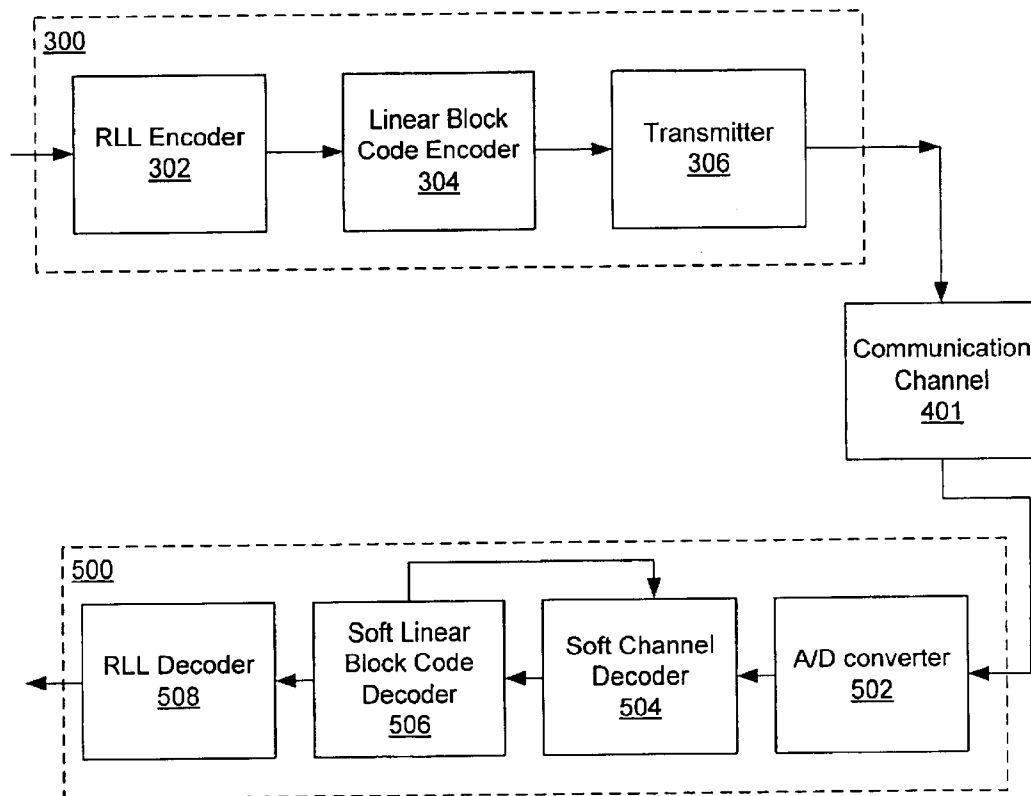 300
RLL Encoder
302
Linear Block
Code Encoder
304
Transmitter
306
Communication
Channel
401
500
RLL Decoder
508
Soft Linear
Block Code
Decoder
506
Soft Channel
Decoder
504
A/D converter
502